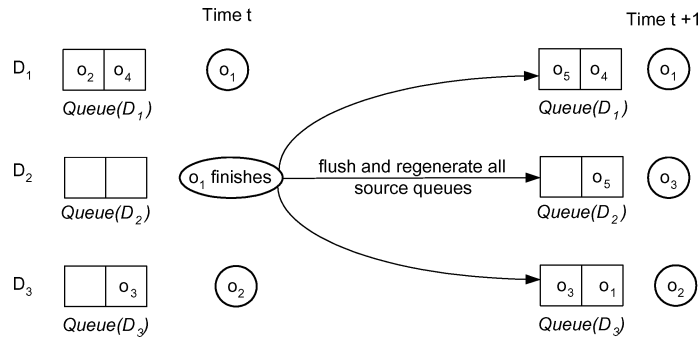 Time t
Time t +1
D1 o2 o4 o1 o5 o4 o1
Queue(D1) Queue(D1)
D2 o1 finishes flush and regenerate all source queues o5 o3
Queue(D2) Queue(D2)
D3 o3 o2 o3 o1 o2
Queue(D3) Queue(D3)